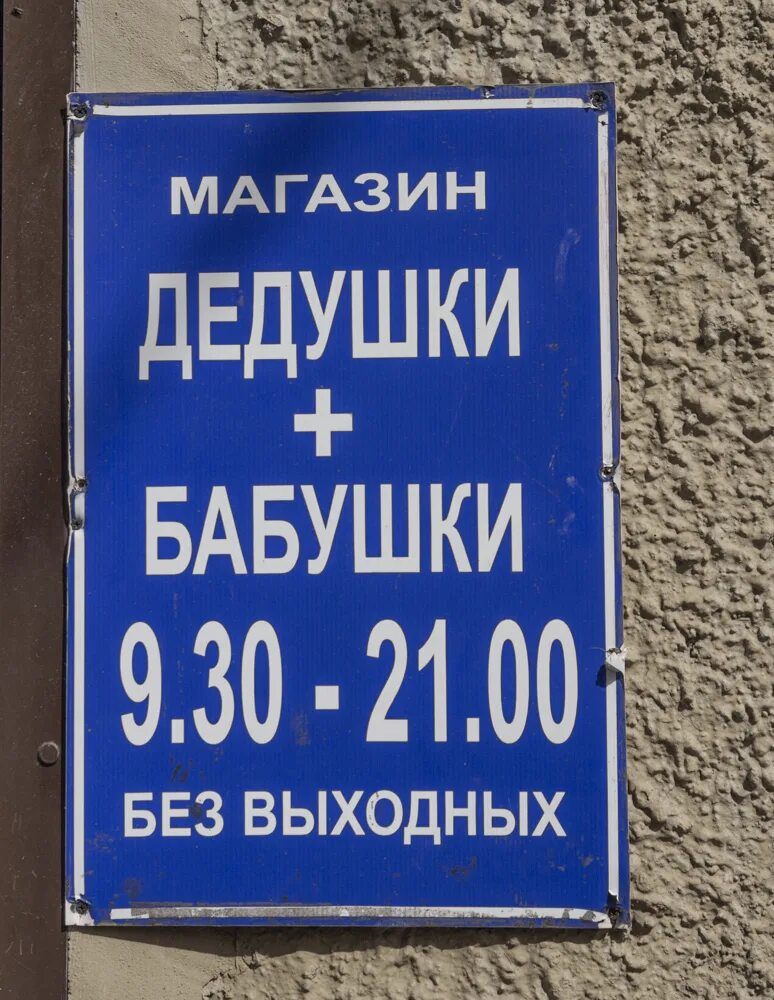 МАГАЗИН
ДЕДУШКИ
+
БАБУШКИ
9.30 - 21.00
БЕЗ ВЫХОДНЫХ